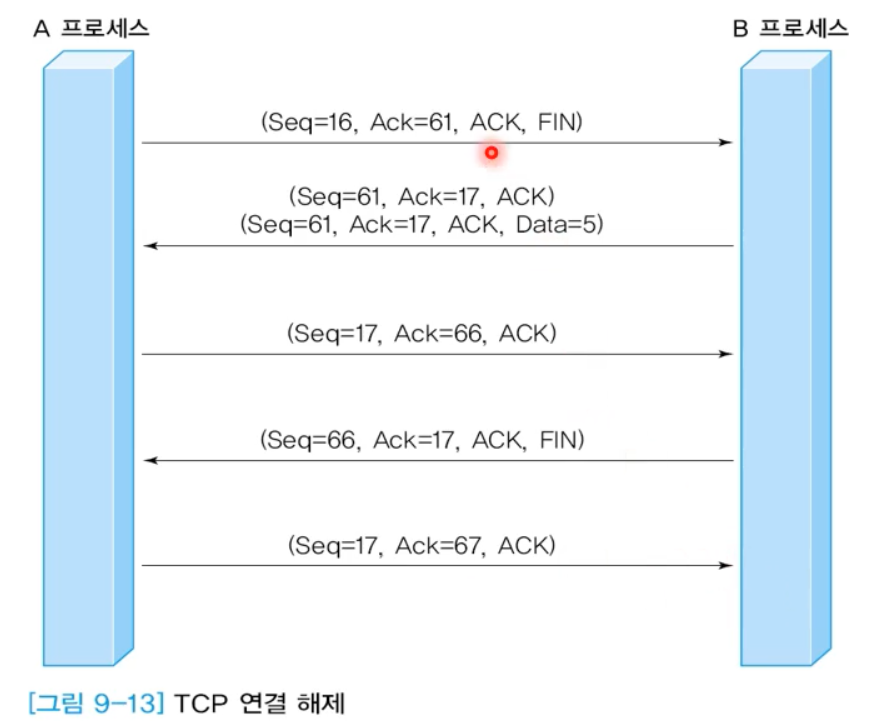 A 프로세스
B 프로세스
(Seq=16, Ack=61, ACK, FIN)
(Seq=61, Ack=17, ACK)
(Seq=61, Ack=17, ACK, Data=5)
(Seq=17, Ack=66, ACK)
(Seq=66, Ack=17, ACK, FIN)
(Seq=17, Ack=67, ACK)
[그림 9-13] TCP 연결 해제